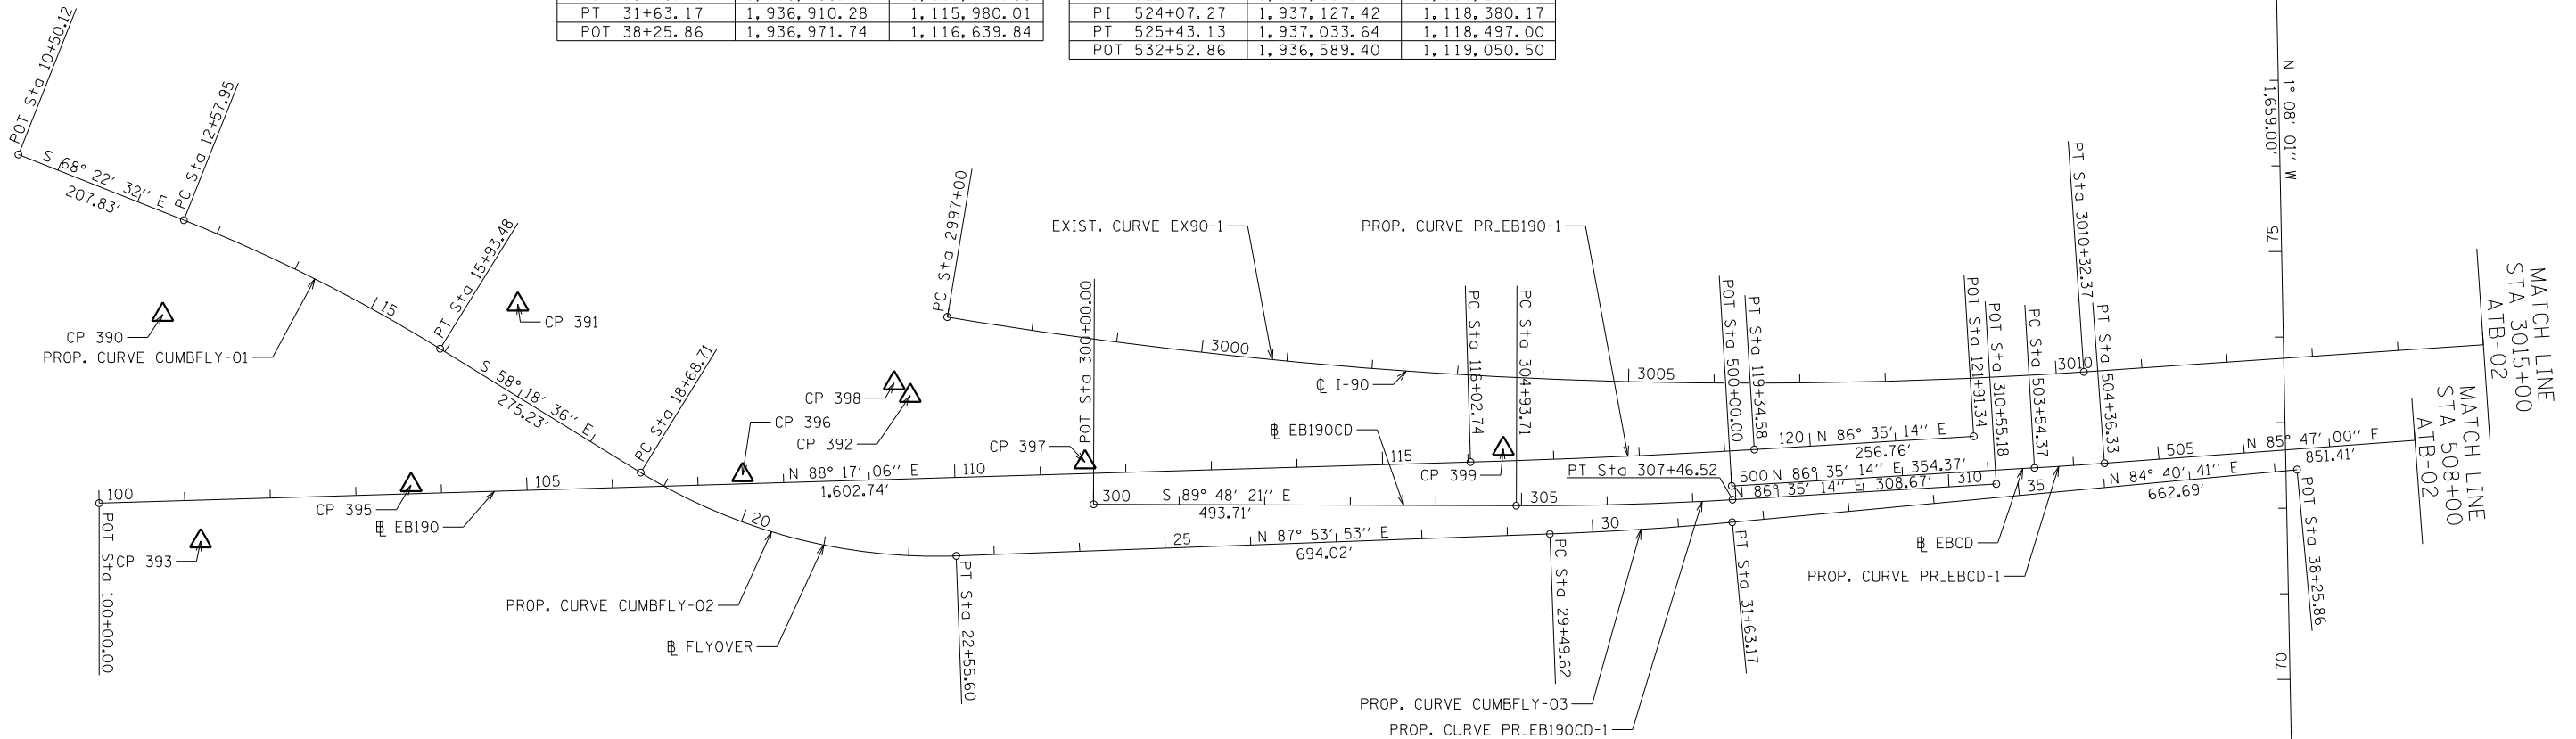 PT 31+63.17 1,936,910.28 1,115,980.01
POT 38+25.86 1,936,971.74 1,116,639.84
PI 524+07.27 1,937,127.42 1,118,380.17
PT 525+43.13 1,937,033.64 1,118,497.00
POT 532+52.86 1,936,589.40 1,119,050.50
POT Sta 10+50.12
S 68° 22' 32" E
207.83'
PC Sta 12+57.95
15
PT Sta 15+93.48
CP 390
PROP. CURVE CUMBFLY-01
CP 391
S 58° 18' 36" E
275.23'
PC Sta 18+68.71
CP 398
CP 396
CP 392
CP 397
PC Sta 2997+00
EXIST. CURVE EX90-1
PROP. CURVE PR_EB190-1
POT Sta 300+00.00
3000
℄ I-90
3005
3010
PC Sta 116+02.74
PC Sta 304+93.71
POT Sta 500+00.00
PT Sta 119+34.58
POT Sta 121+91.34
POT Sta 310+55.18
PC Sta 503+54.37
PT Sta 3010+32.37
PT Sta 504+36.33
N 1° 08' 01" W
1,659.00'
75
70
MATCH LINE
STA 3015+00
ATB-02
MATCH LINE
STA 508+00
ATB-02
100
105
N 88° 17' 06" E
1,602.74'
110
115
120
N 86° 35' 14" E
256.76'
CP 399
CP 395
BL EB190
CP 393
POT Sta 100+00.00
BL EB190CD
PT Sta 307+46.52
500
N 86° 35' 14" E
354.37'
505
N 85° 47' 00" E
851.41'
300
S 89° 48' 21" E
493.71'
305
N 86° 35' 14" E
308.67'
310
20
25
N 87° 53' 53" E
694.02'
30
35
N 84° 40' 41" E
662.69'
POT Sta 38+25.86
BL EBCD
PROP. CURVE PR_EBCD-1
PROP. CURVE CUMBFLY-02
BL FLYOVER
PT Sta 22+55.60
PC Sta 29+49.62
PT Sta 31+63.17
PROP. CURVE CUMBFLY-03
PROP. CURVE PR_EB190CD-1